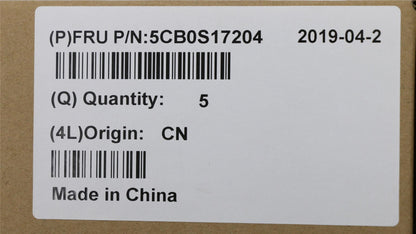 (P)FRU P/N:5CB0S17204 2019-04-2
(Q) Quantity: 5
(4L)Origin: CN
Made in China